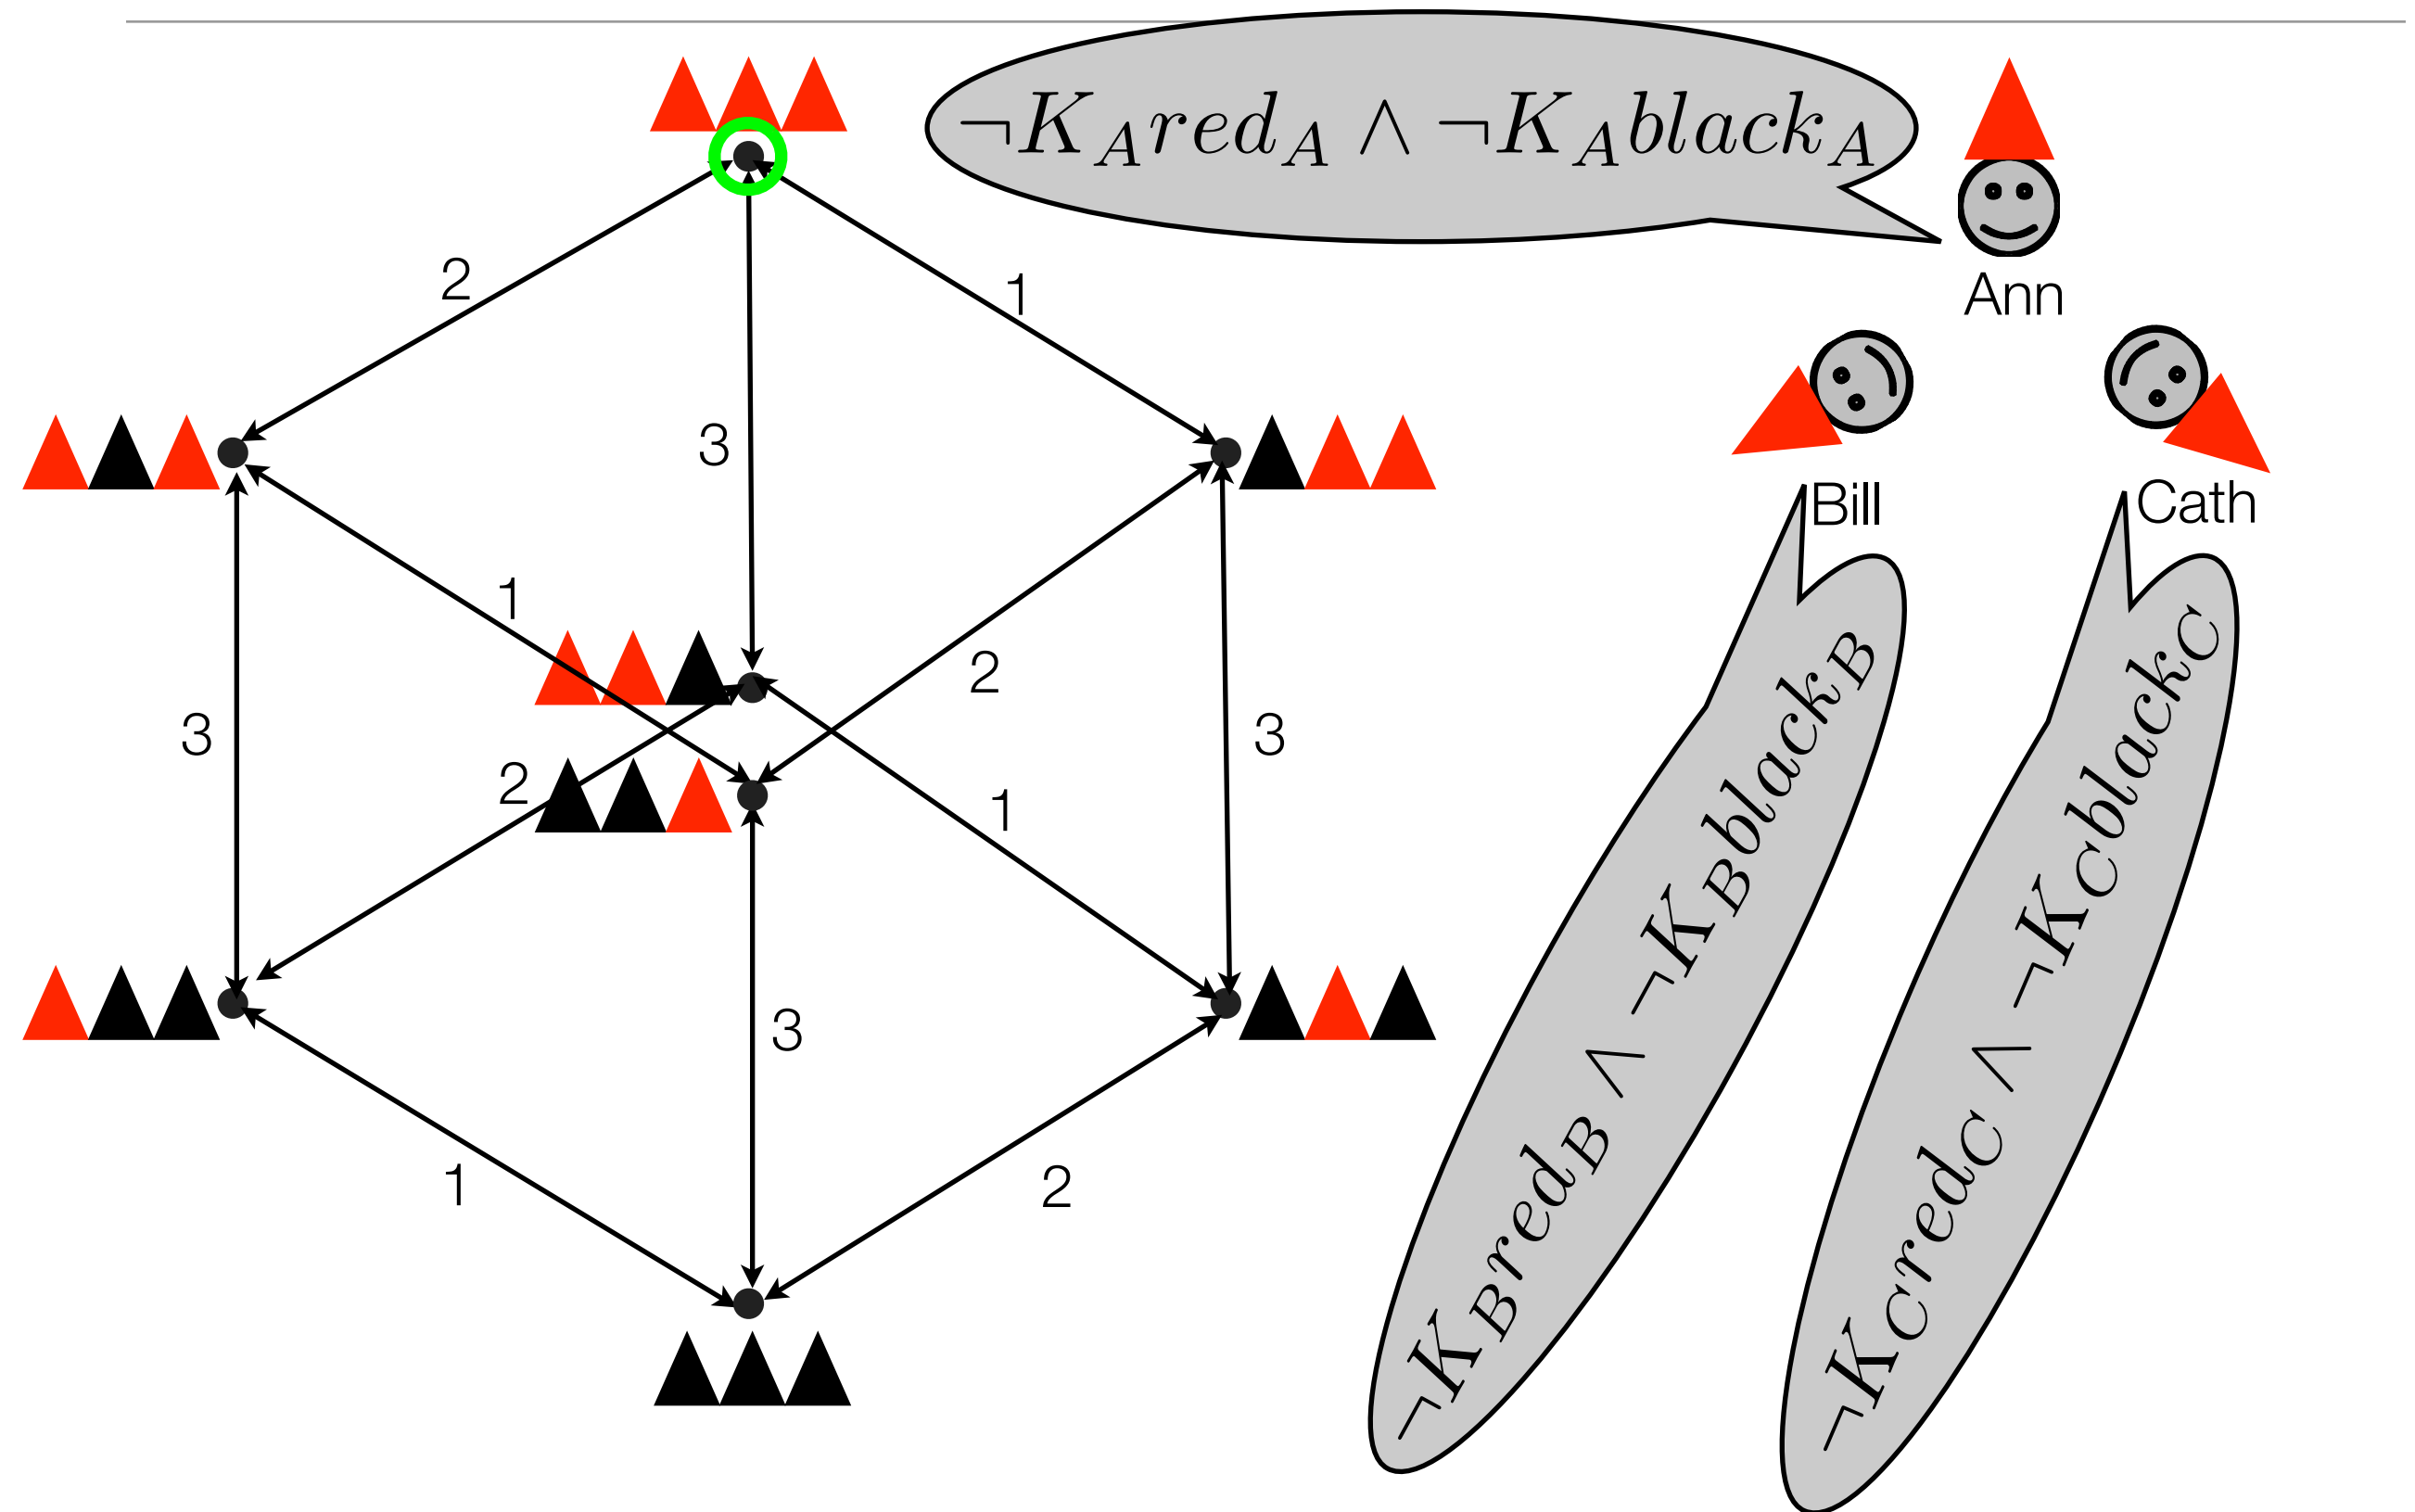 ¬K_A red_A ∧ ¬K_A black_A
Ann
2
1
3
Bill
Cath
1
2
3
3
2
1
3
1
2
¬K_B red_B ∧ ¬K_B black_B
¬K_C red_C ∧ ¬K_C black_C